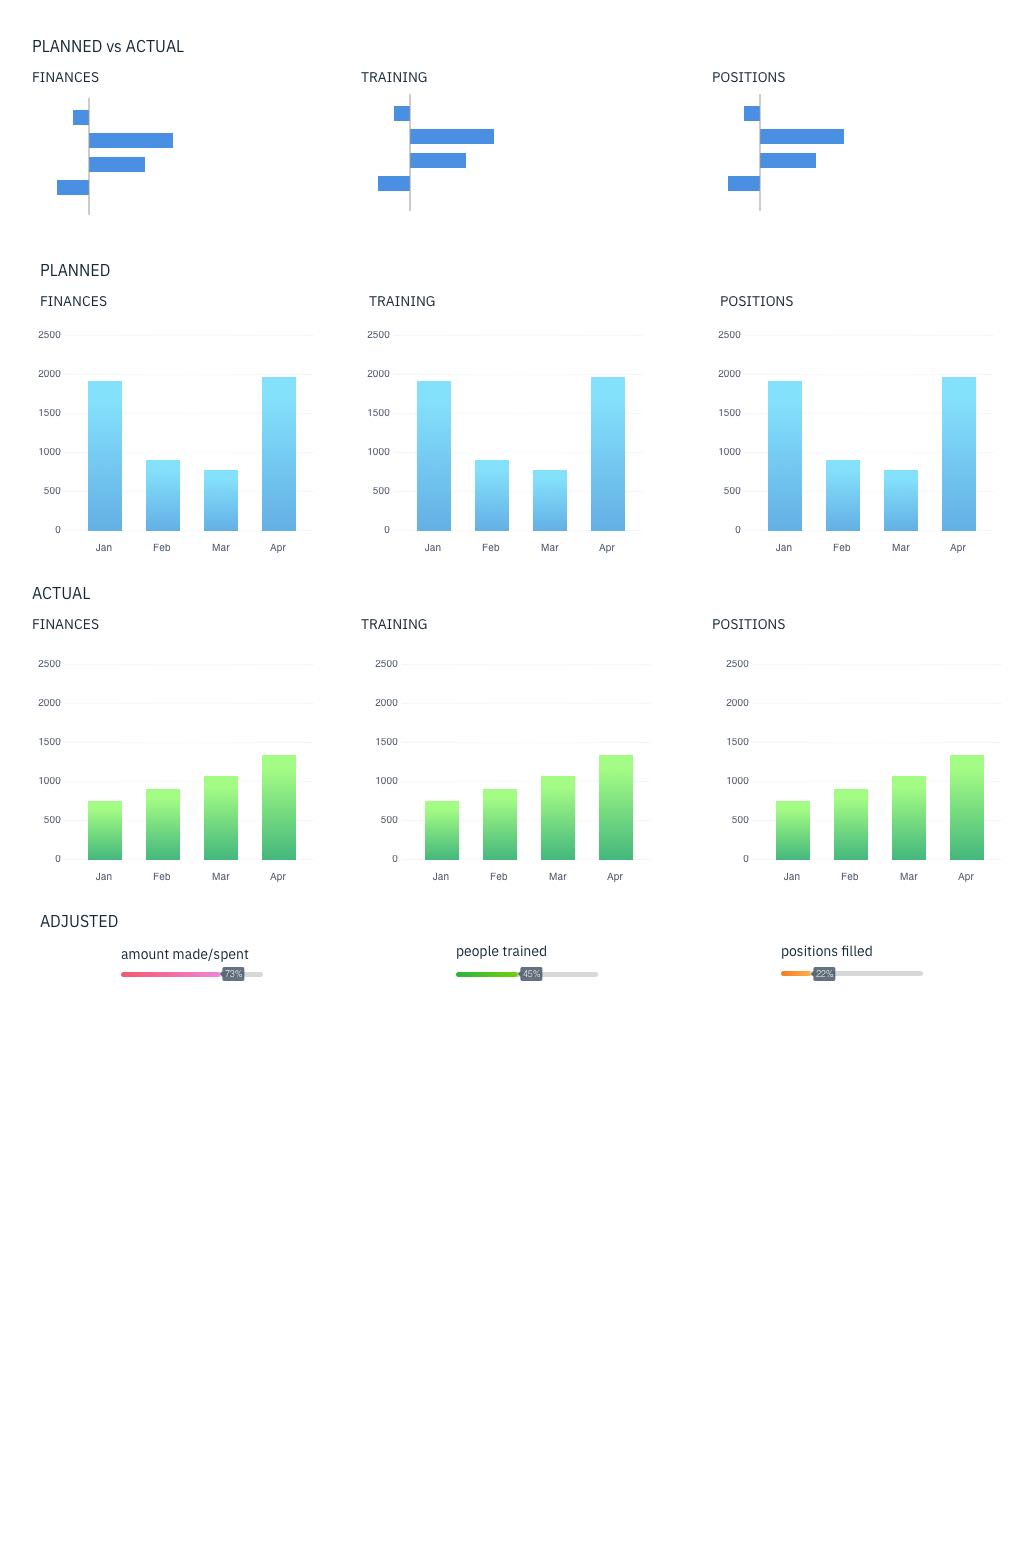 PLANNED vs ACTUAL
FINANCES TRAINING POSITIONS
PLANNED
FINANCES TRAINING POSITIONS
2500 2500 2500
2000 2000 2000
1500 1500 1500
1000 1000 1000
500 500 500
0 0 0
Jan Feb Mar Apr Jan Feb Mar Apr Jan Feb Mar Apr
ACTUAL
FINANCES TRAINING POSITIONS
2500 2500 2500
2000 2000 2000
1500 1500 1500
1000 1000 1000
500 500 500
0 0 0
Jan Feb Mar Apr Jan Feb Mar Apr Jan Feb Mar Apr
ADJUSTED
amount made/spent people trained positions filled
73% 45% 22%